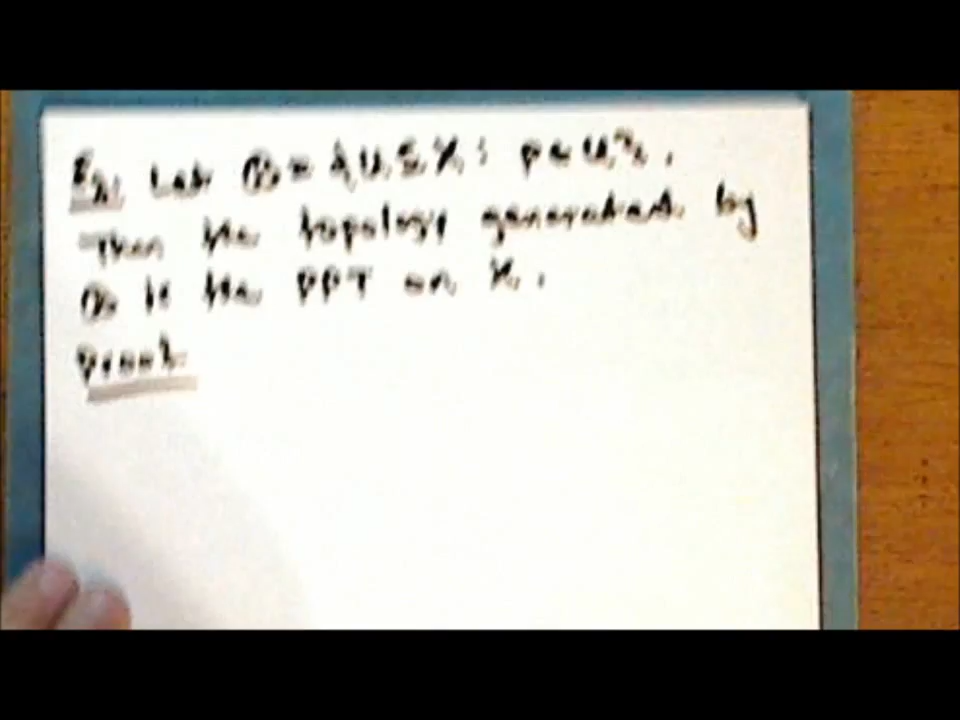 Ex: Let ℬ = {U ⊆ X : p ∈ U}.
Then the topology generated by
ℬ is the PPT on X.
Proof